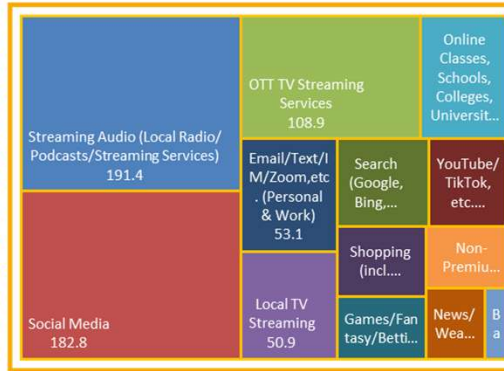 Streaming Audio (Local Radio/
Podcasts/Streaming Services)
191.4
Social Media
182.8
OTT TV Streaming
Services
108.9
Email/Text/I
M/Zoom,etc
. (Personal
& Work)
53.1
Local TV
Streaming
50.9
Online
Classes,
Schools,
Colleges,
Universit...
Search
(Google,
Bing,...
YouTube/
TikTok,
etc....
Shopping
(incl....
Non-
Premiu...
Games/Fan
tasy/Betti...
News/
Wea...
B
a